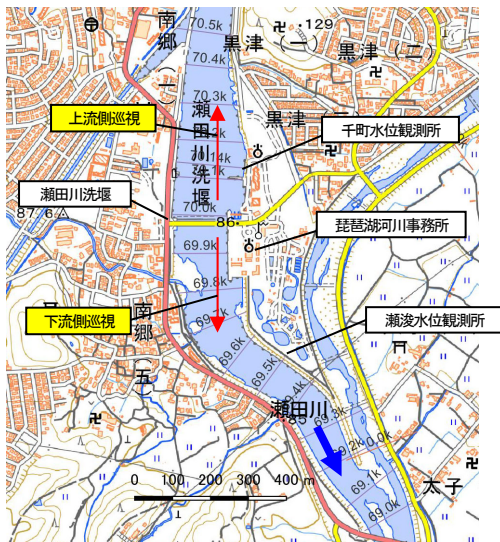 南郷（一）
70.5k
70.4k
70.3k
70.14k
70.1k
70.0k
69.9k
69.8k
69.6k
69.5k
69.4k
69.3k
69.2k
69.1k
69.0k
0.0k
黒津（一）
・129
黒津（二）
黒津
上流側巡視
瀬田川洗堰
千町水位観測所
瀬田川洗堰
87.6
86
琵琶湖河川事務所
下流側巡視
南郷（五）
瀬浚水位観測所
瀬田川
85
太子
0 100 200 300 400 m